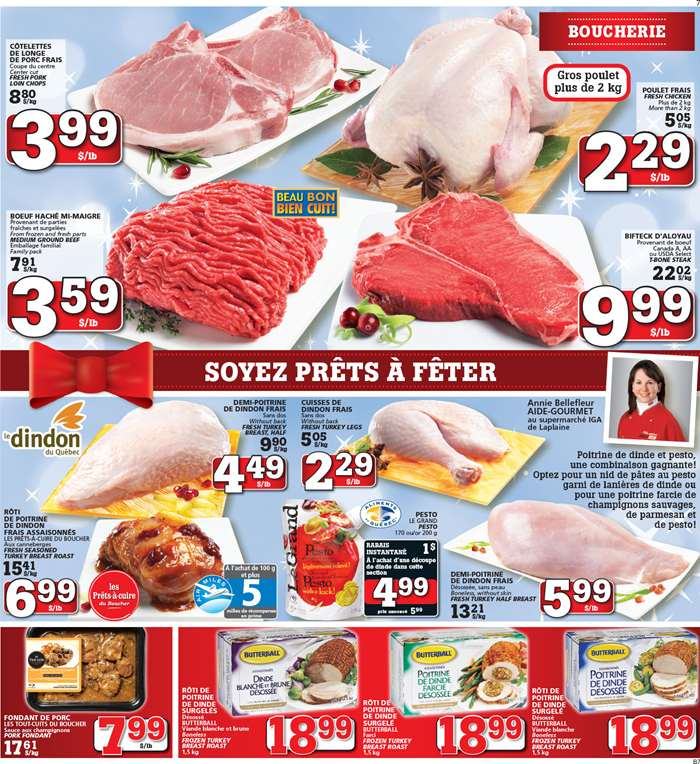 7
BOUCHERIE
CÔTELETTES
DE LONGE
DE PORC FRAIS
Coupe du centre
Center cut
FRESH PORK
LOIN CHOPS
8 80
$/kg
3 99
$/lb
Gros poulet
plus de 2 kg
POULET FRAIS
FRESH CHICKEN
Plus de 2 kg
More than 2 kg
5 05
$/kg
2 29
$/lb
BEAU BON
BIEN CUIT!
BOEUF HACHÉ MI-MAIGRE
Provenant de parties
fraîches et surgelées
From frozen and fresh parts
MEDIUM GROUND BEEF
Emballage familial
Family pack
7 91
$/kg
3 59
$/lb
BIFTECK D'ALOYAU
Provenant de boeuf
Canada A, AA
ou USDA Select
T-BONE STEAK
22 02
$/kg
9 99
$/lb
SOYEZ PRÊTS À FÊTER
le dindon
du Québec
DEMI-POITRINE
DE DINDON FRAIS
Sans dos
Without back
FRESH TURKEY
BREAST, HALF
9 90
$/kg
4 49
$/lb
CUISSES DE
DINDON FRAIS
Sans dos
Without back
FRESH TURKEY LEGS
5 05
$/kg
2 29
$/lb
Annie Bellefleur
AIDE-GOURMET
au supermarché IGA
de Laplaine
Poitrine de dinde et pesto,
une combinaison gagnante!
Optez pour un nid de pâtes au pesto
garni de lanières de dinde ou
pour une poitrine farcie de
champignons sauvages,
de parmesan et
de pesto!
RÔTI
DE POITRINE
DE DINDON
FRAIS ASSAISONNÉS
LES PRÊTS-À-CUIRE DU BOUCHER
Aux canneberges
FRESH SEASONED
TURKEY BREAST ROAST
15 41
$/kg
6 99
$/lb
les
Prêts-à-cuire
du Boucher
À l'achat de 100 g
et plus
AIR MILES
5
milles de récompense
en prime
LeGrand
Pesto
Pesto
ALIMENTS DU QUÉBEC
PESTO
LE GRAND
PESTO
170 ou/or 200 g
RABAIS
INSTANTANÉ
1$
À l'achat d'une découpe
de dinde dans cette
section
4 99
prix annoncé 5 99
DEMI-POITRINE
DE DINDON FRAIS
Désossée, sans peau
Boneless, without skin
FRESH TURKEY HALF BREAST
13 21
$/kg
5 99
$/lb
FONDANT DE PORC
LES TOUT-CUITS DU BOUCHER
Sauce aux champignons
PORK FONDANT
17 61
$/kg
7 99
$/lb
BUTTERBALL
DINDE
BLANCHE et BRUNE
DÉSOSSÉE
RÔTI DE
POITRINE
DE DINDE
SURGELÉS
Désossé
BUTTERBALL
Viande blanche et brune
Boneless
FROZEN TURKEY
BREAST ROAST
1,5 kg
18 99
BUTTERBALL
POITRINE
DE DINDE
FARCIE
DÉSOSSÉE
RÔTI DE
POITRINE
DE DINDE
SURGELÉ
Désossé
BUTTERBALL
Farci
FROZEN TURKEY
BREAST ROAST
1,5 kg
18 99
BUTTERBALL
POITRINE
DE DINDE
DÉSOSSÉE
RÔTI DE
POITRINE
DE DINDE
SURGELÉ
Désossé
BUTTERBALL
Boneless
FROZEN TURKEY
BREAST ROAST
1,5 kg
18 99